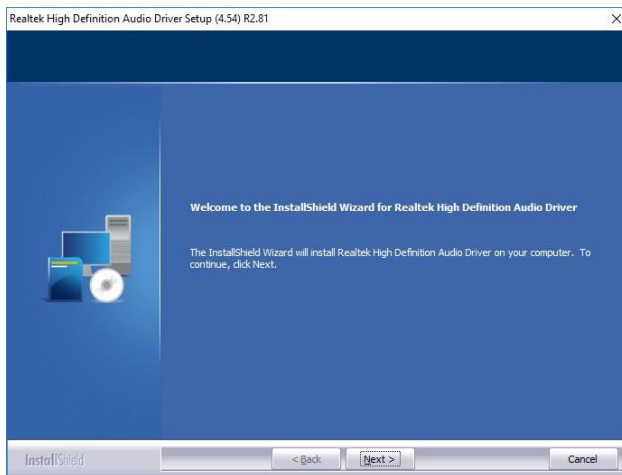 Realtek High Definition Audio Driver Setup (4.54) R2.81
Welcome to the InstallShield Wizard for Realtek High Definition Audio Driver
The InstallShield Wizard will install Realtek High Definition Audio Driver on your computer. To
continue, click Next.
InstallShield
< Back
Next >
Cancel